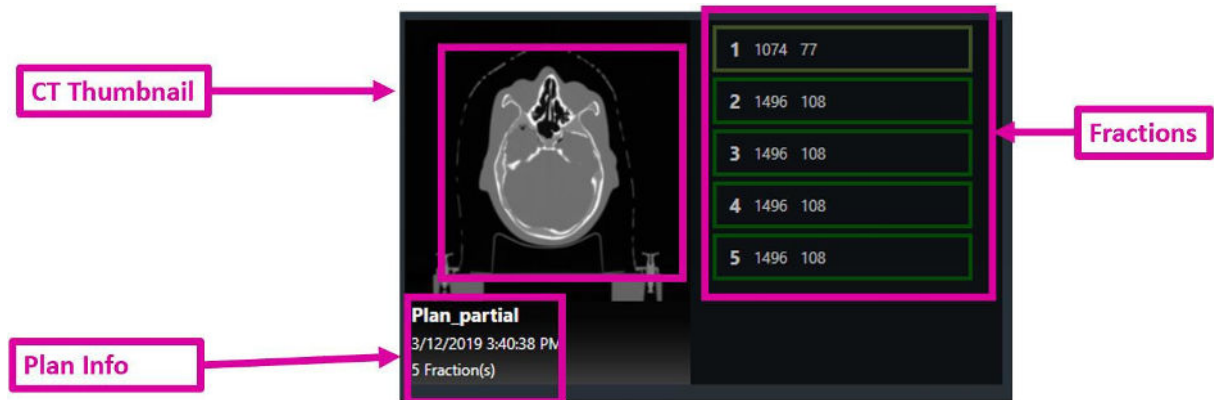 CT Thumbnail
1 1074 77
2 1496 108
3 1496 108
4 1496 108
5 1496 108
Fractions
Plan_partial
3/12/2019 3:40:38 PM
5 Fraction(s)
Plan Info